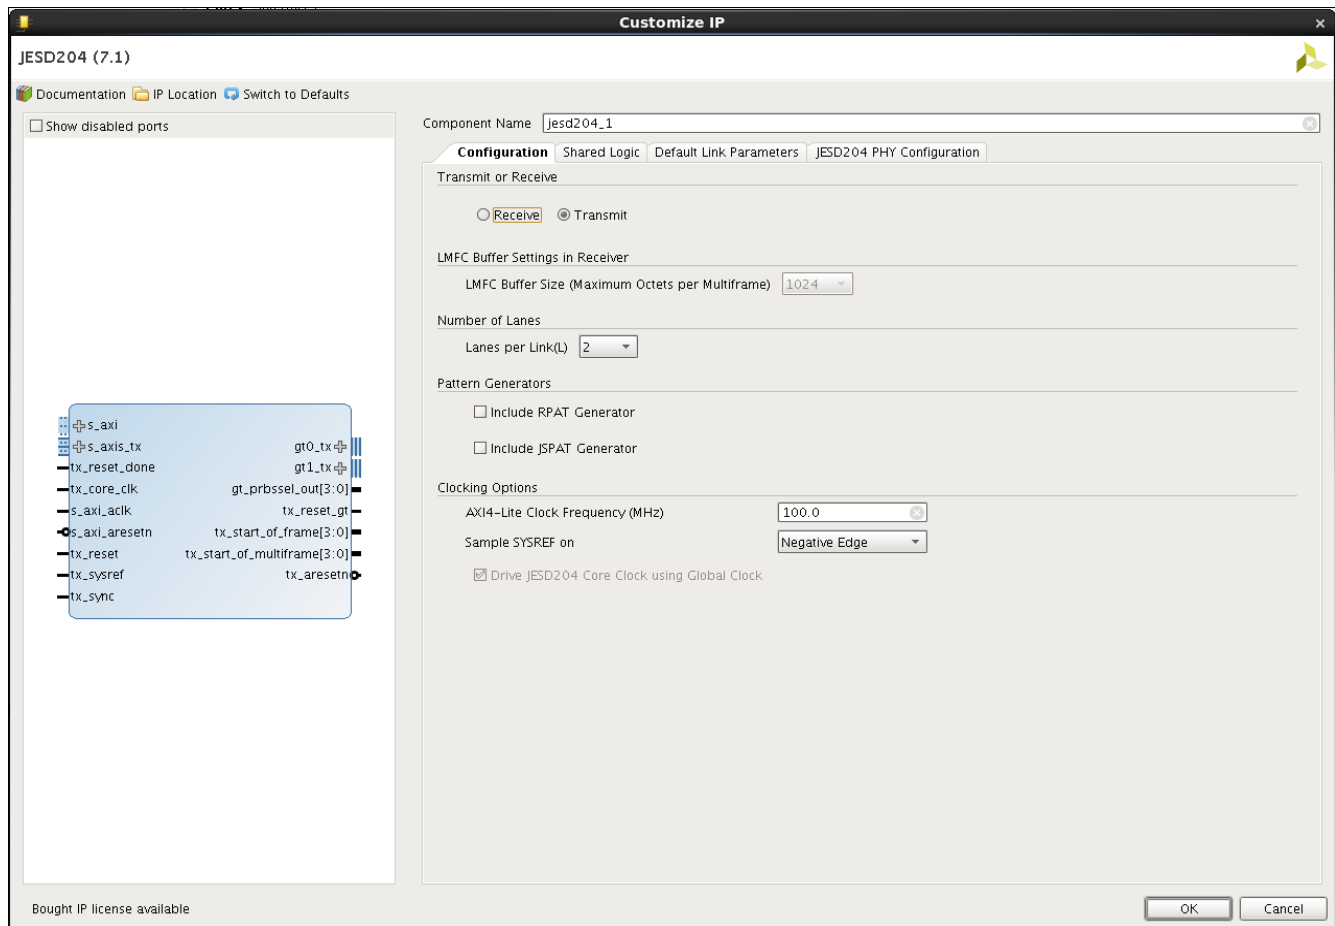 Customize IP
JESD204 (7.1)
Documentation IP Location Switch to Defaults
Show disabled ports
s_axi
s_axis_tx
tx_reset_done
tx_core_clk
s_axi_aclk
s_axi_aresetn
tx_reset
tx_sysref
tx_sync
gt0_tx
gt1_tx
gt_prbssel_out[3:0]
tx_reset_gt
tx_start_of_frame[3:0]
tx_start_of_multiframe[3:0]
tx_aresetn
Component Name jesd204_1
Configuration Shared Logic Default Link Parameters JESD204 PHY Configuration
Transmit or Receive
Receive Transmit
LMFC Buffer Settings in Receiver
LMFC Buffer Size (Maximum Octets per Multiframe) 1024
Number of Lanes
Lanes per Link(L) 2
Pattern Generators
Include RPAT Generator
Include JSPAT Generator
Clocking Options
AXI4-Lite Clock Frequency (MHz) 100.0
Sample SYSREF on Negative Edge
Drive JESD204 Core Clock using Global Clock
Bought IP license available
OK Cancel